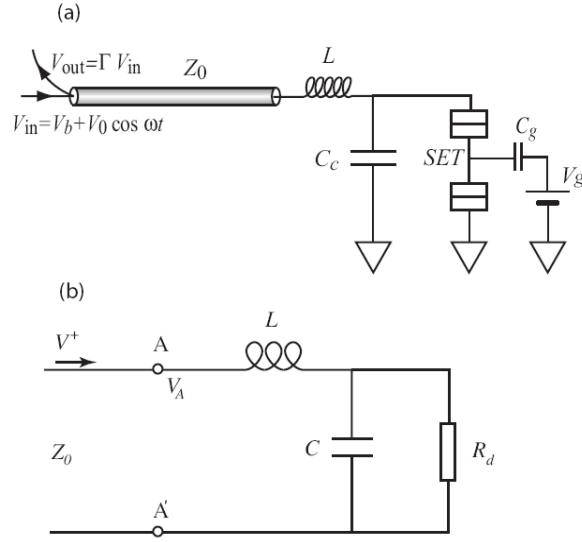 (a)
V_out=Γ V_in
Z_0
L
V_in=V_b+V_0 cos ωt
C_c
SET
C_g
V_g
(b)
V^+
A
V_A
L
Z_0
C
R_d
A'